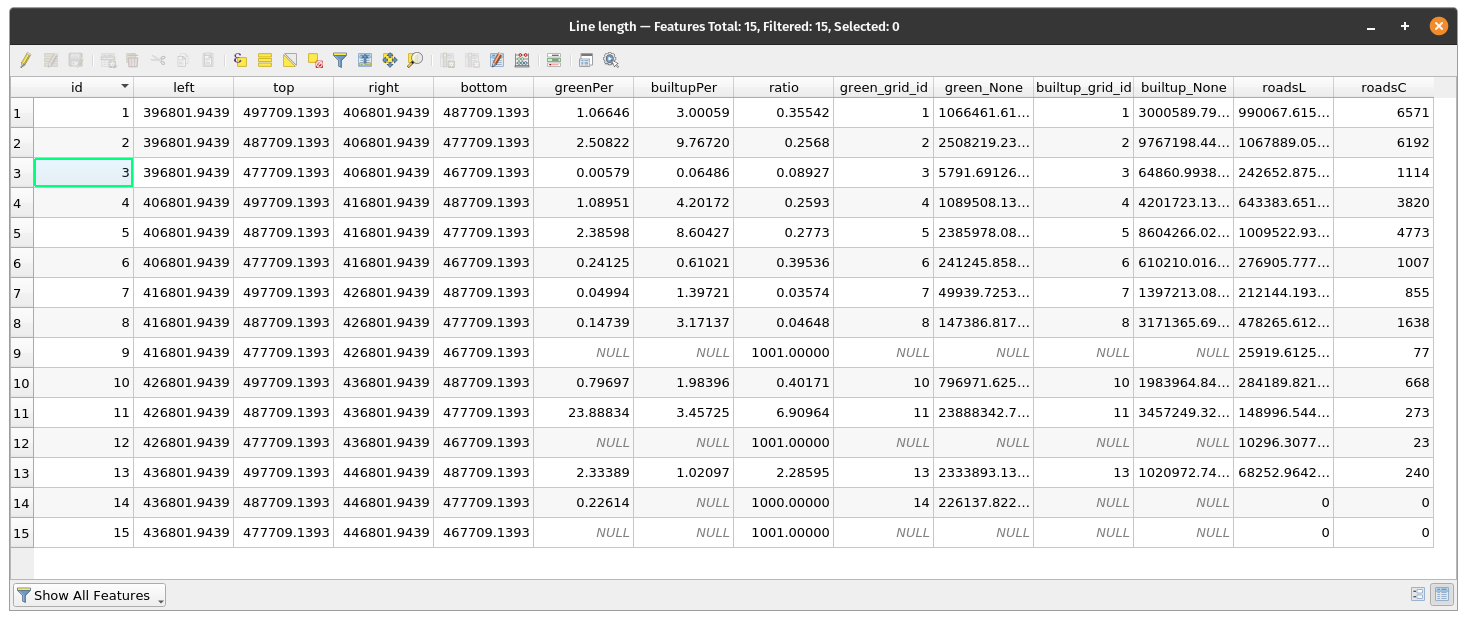 Line length — Features Total: 15, Filtered: 15, Selected: 0
id left top right bottom greenPer builtupPer ratio green_grid_id green_None builtup_grid_id builtup_None roadsL roadsC
1 1 396801.9439 497709.1393 406801.9439 487709.1393 1.06646 3.00059 0.35542 1 1066461.61... 1 3000589.79... 990067.615... 6571
2 2 396801.9439 487709.1393 406801.9439 477709.1393 2.50822 9.76720 0.2568 2 2508219.23... 2 9767198.44... 1067889.05... 6192
3 3 396801.9439 477709.1393 406801.9439 467709.1393 0.00579 0.06486 0.08927 3 5791.69126... 3 64860.9938... 242652.875... 1114
4 4 406801.9439 497709.1393 416801.9439 487709.1393 1.08951 4.20172 0.2593 4 1089508.13... 4 4201723.13... 643383.651... 3820
5 5 406801.9439 487709.1393 416801.9439 477709.1393 2.38598 8.60427 0.2773 5 2385978.08... 5 8604266.02... 1009522.93... 4773
6 6 406801.9439 477709.1393 416801.9439 467709.1393 0.24125 0.61021 0.39536 6 241245.858... 6 610210.016... 276905.777... 1007
7 7 416801.9439 497709.1393 426801.9439 487709.1393 0.04994 1.39721 0.03574 7 49939.7253... 7 1397213.08... 212144.193... 855
8 8 416801.9439 487709.1393 426801.9439 477709.1393 0.14739 3.17137 0.04648 8 147386.817... 8 3171365.69... 478265.612... 1638
9 9 416801.9439 477709.1393 426801.9439 467709.1393 NULL NULL 1001.00000 NULL NULL NULL NULL 25919.6125... 77
10 10 426801.9439 497709.1393 436801.9439 487709.1393 0.79697 1.98396 0.40171 10 796971.625... 10 1983964.84... 284189.821... 668
11 11 426801.9439 487709.1393 436801.9439 477709.1393 23.88834 3.45725 6.90964 11 23888342.7... 11 3457249.32... 148996.544... 273
12 12 426801.9439 477709.1393 436801.9439 467709.1393 NULL NULL 1001.00000 NULL NULL NULL NULL 10296.3077... 23
13 13 436801.9439 497709.1393 446801.9439 487709.1393 2.33389 1.02097 2.28595 13 2333893.13... 13 1020972.74... 68252.9642... 240
14 14 436801.9439 487709.1393 446801.9439 477709.1393 0.22614 NULL 1000.00000 14 226137.822... NULL NULL 0 0
15 15 436801.9439 477709.1393 446801.9439 467709.1393 NULL NULL 1001.00000 NULL NULL NULL NULL 0 0
Show All Features